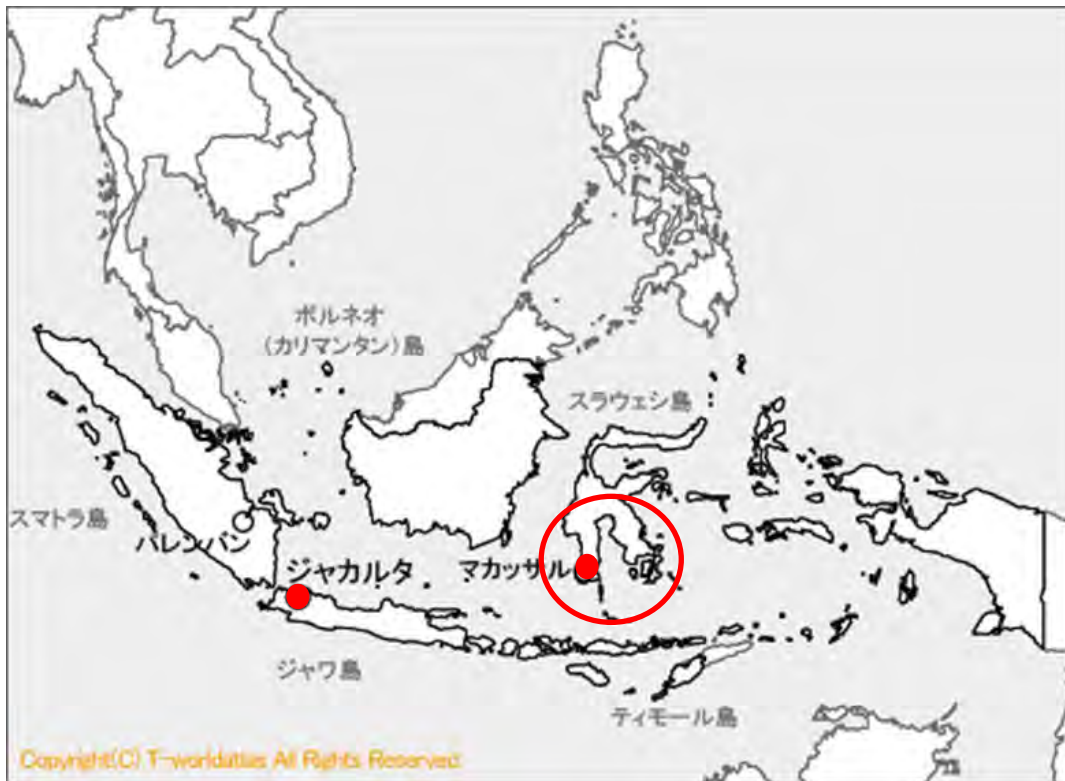 ボルネオ
(カリマンタン)島
スラウェシ島
スマトラ島
パレンバン
ジャカルタ
マカッサル
ジャワ島
ティモール島
Copyright(C) T-worldatlas All Rights Reserved